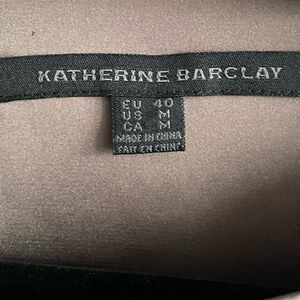 KATHERINE BARCLAY
EU 40
US M
CA M
MADE IN CHINA
FAIT EN CHINE